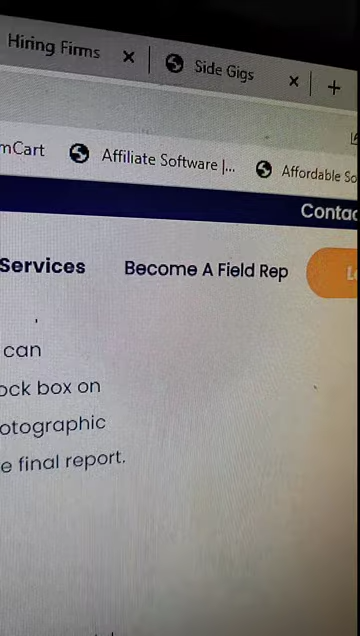 Hiring Firms
Side Gigs
mCart
Affiliate Software |...
Affordable So
Contac
Services
Become A Field Rep
L
can
ock box on
otographic
e final report.